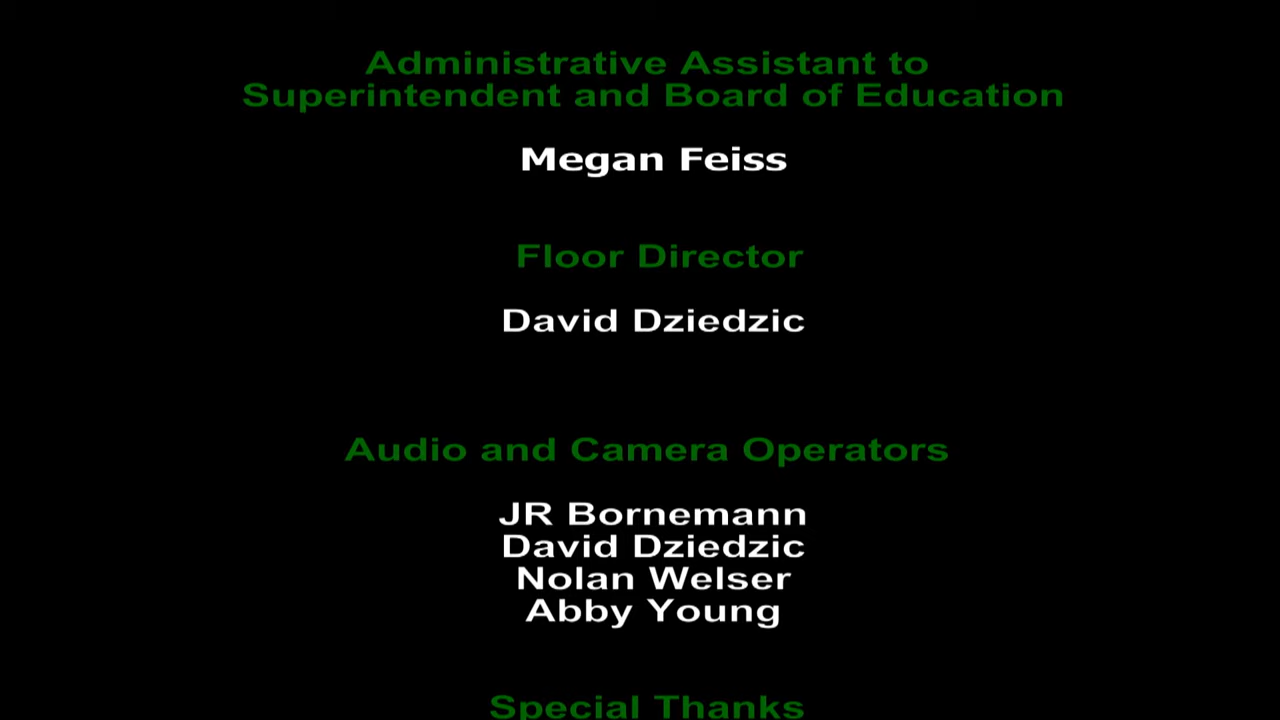 Administrative Assistant to
Superintendent and Board of Education
Megan Feiss
Floor Director
David Dziedzic
Audio and Camera Operators
JR Bornemann
David Dziedzic
Nolan Welser
Abby Young
Special Thanks